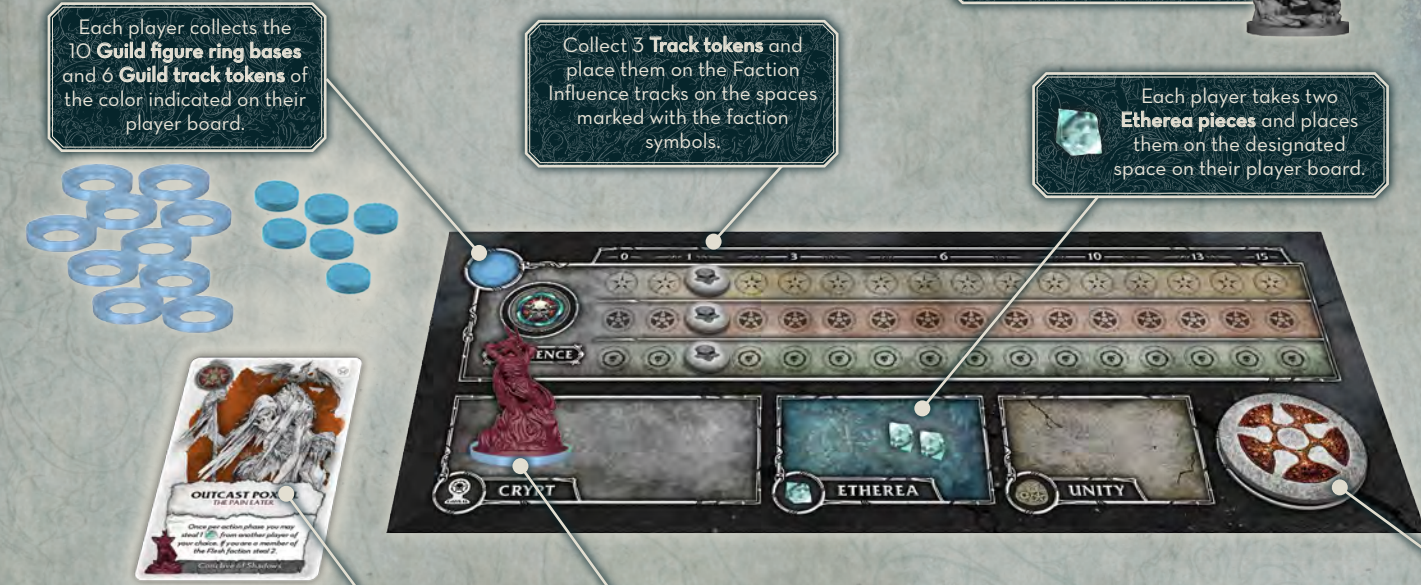 Each player collects the
10 Guild figure ring bases
and 6 Guild track tokens of
the color indicated on their
player board.
Collect 3 Track tokens and
place them on the Faction
Influence tracks on the spaces
marked with the faction
symbols.
Each player takes two
Etherea pieces and places
them on the designated
space on their player board.
0 1 3 6 10 13 15
ENCE
CRYPT
ETHEREA
UNITY
OUTCAST
THE PAIN EATER
Once per action phase you may
steal 1 from another player of
your choice. If you are a member of
the Flesh faction steal 2.
Conclave of Shadows